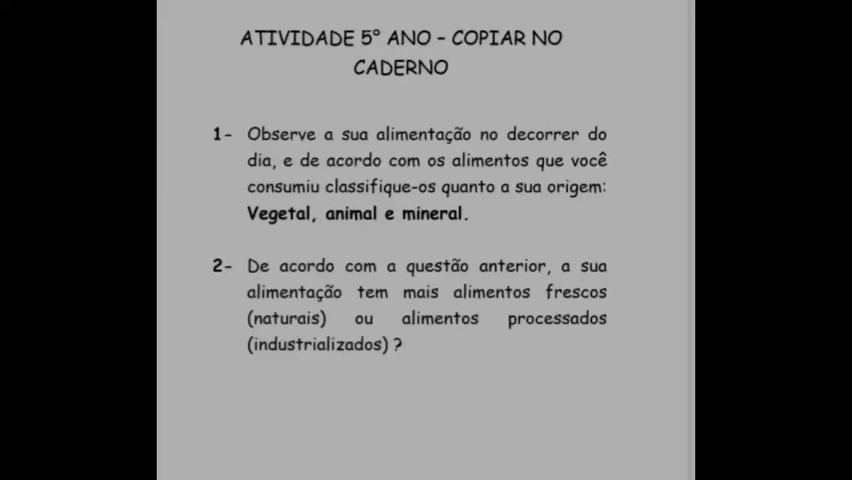 ATIVIDADE 5° ANO – COPIAR NO
CADERNO
1- Observe a sua alimentação no decorrer do
dia, e de acordo com os alimentos que você
consumiu classifique-os quanto a sua origem:
Vegetal, animal e mineral.
2- De acordo com a questão anterior, a sua
alimentação tem mais alimentos frescos
(naturais) ou alimentos processados
(industrializados) ?